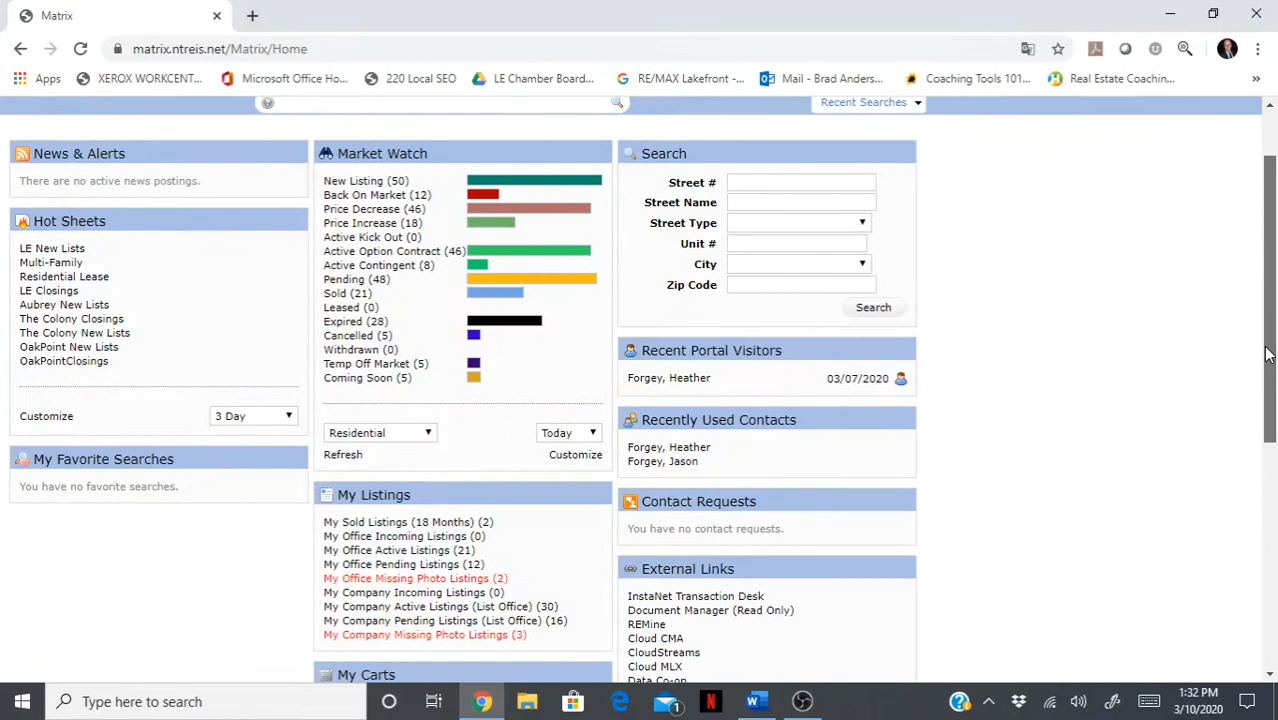 Matrix
matrix.ntreis.net/Matrix/Home
Apps XEROX WORKCENT... Microsoft Office Ho... 220 Local SEO LE Chamber Board... RE/MAX Lakefront -... Mail - Brad Anders... Coaching Tools 101... Real Estate Coachin... »
Recent Searches
News & Alerts
There are no active news postings.
Hot Sheets
LE New Lists
Multi-Family
Residential Lease
LE Closings
Aubrey New Lists
The Colony Closings
The Colony New Lists
OakPoint New Lists
OakPointClosings
Customize 3 Day
My Favorite Searches
You have no favorite searches.
Market Watch
New Listing (50)
Back On Market (12)
Price Decrease (46)
Price Increase (18)
Active Kick Out (0)
Active Option Contract (46)
Active Contingent (8)
Pending (48)
Sold (21)
Leased (0)
Expired (28)
Cancelled (5)
Withdrawn (0)
Temp Off Market (5)
Coming Soon (5)
Residential Today
Refresh Customize
My Listings
My Sold Listings (18 Months) (2)
My Office Incoming Listings (0)
My Office Active Listings (21)
My Office Pending Listings (12)
My Office Missing Photo Listings (2)
My Company Incoming Listings (0)
My Company Active Listings (List Office) (30)
My Company Pending Listings (List Office) (16)
My Company Missing Photo Listings (3)
My Carts
Search
Street #
Street Name
Street Type
Unit #
City
Zip Code
Search
Recent Portal Visitors
Forgey, Heather 03/07/2020
Recently Used Contacts
Forgey, Heather
Forgey, Jason
Contact Requests
You have no contact requests.
External Links
InstaNet Transaction Desk
Document Manager (Read Only)
REMine
Cloud CMA
CloudStreams
Cloud MLX
Data Co-op
Type here to search
1
1:32 PM
3/10/2020